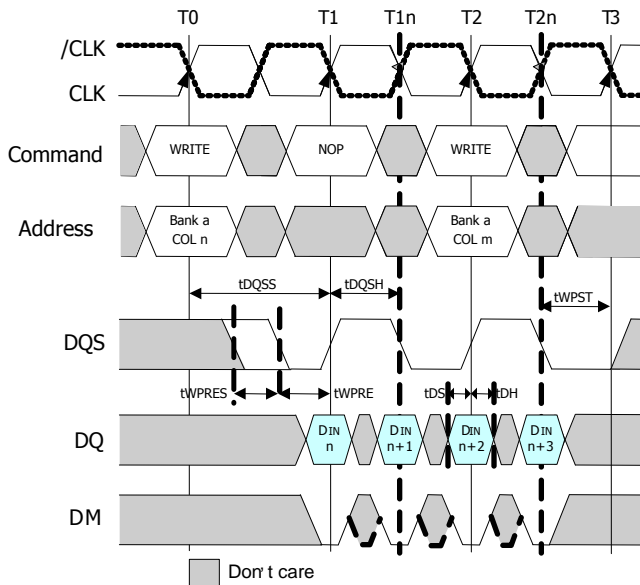 T0 T1 T1n T2 T2n T3
/CLK
CLK
Command WRITE NOP WRITE
Address Bank a COL n Bank a COL m
tDQSS tDQSH tWPST
DQS
tWPRES tWPRE tDS tDH
DQ DIN n DIN n+1 DIN n+2 DIN n+3
DM
Don't care